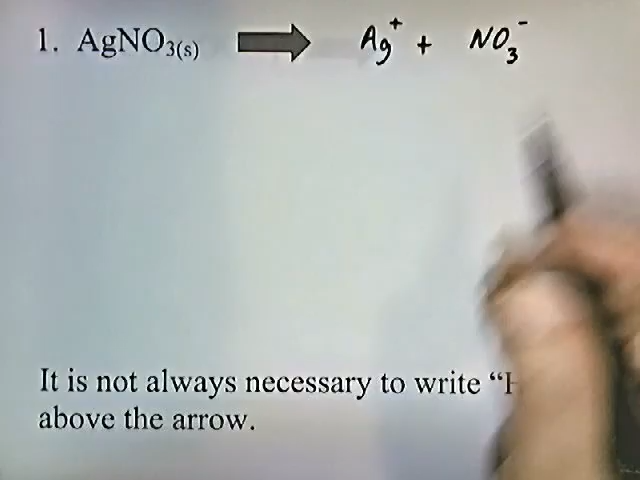 1. AgNO₃₍ₛ₎ → Ag⁺ + NO₃⁻
It is not always necessary to write
above the arrow.